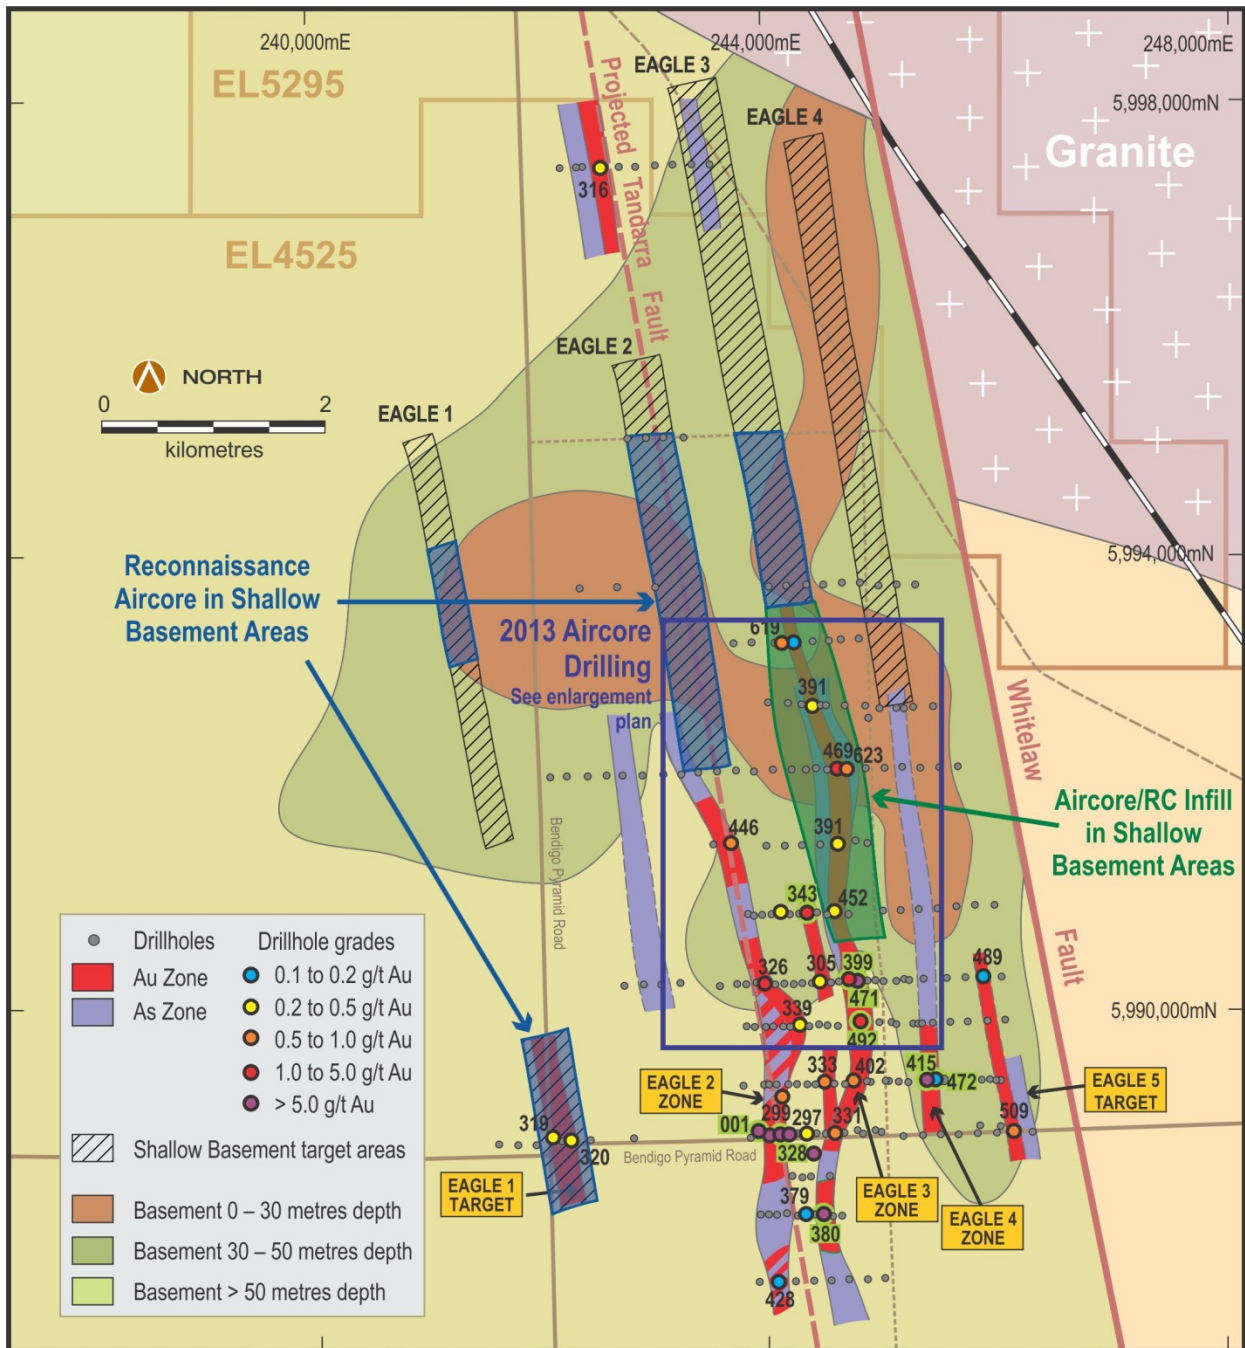 240,000mE
244,000mE
248,000mE
EAGLE 3
EL5295
5,998,000mN
EAGLE 4
Granite
316
Projected Tandarra Fault
EL4525
EAGLE 2
NORTH
0 2
kilometres
EAGLE 1
5,994,000mN
Reconnaissance
Aircore in Shallow
Basement Areas
2013 Aircore
Drilling
See enlargement
plan
619
391
469
623
Whitelaw
Fault
Aircore/RC Infill
in Shallow
Basement Areas
446
391
Bendigo Pyramid Road
343
452
326
305
399
489
471
339
492
5,990,000mN
333
402
415
472
EAGLE 2
ZONE
EAGLE 5
TARGET
001
299
297
331
509
319
320
Bendigo Pyramid Road
328
EAGLE 1
TARGET
379
EAGLE 3
ZONE
380
EAGLE 4
ZONE
428
Drillholes
Au Zone
As Zone
Drillhole grades
0.1 to 0.2 g/t Au
0.2 to 0.5 g/t Au
0.5 to 1.0 g/t Au
1.0 to 5.0 g/t Au
> 5.0 g/t Au
Shallow Basement target areas
Basement 0 – 30 metres depth
Basement 30 – 50 metres depth
Basement > 50 metres depth